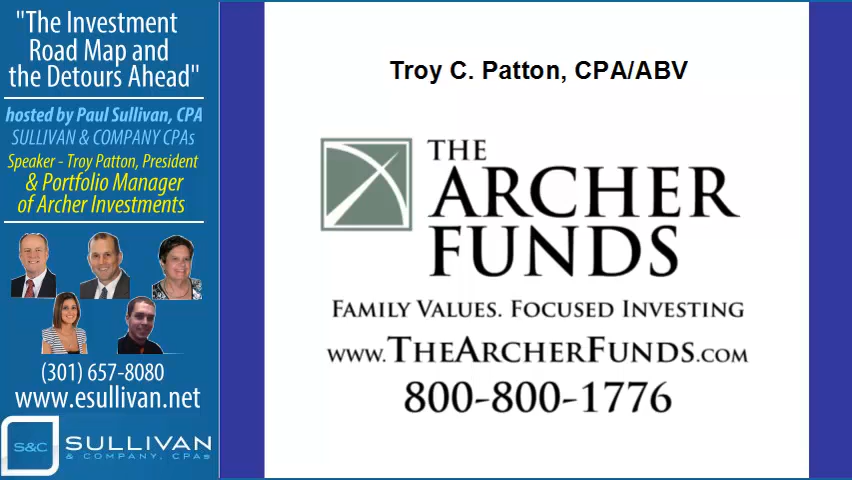 "The Investment
Road Map and
the Detours Ahead"
hosted by Paul Sullivan, CPA
SULLIVAN & COMPANY CPAs
Speaker - Troy Patton, President
& Portfolio Manager
of Archer Investments
(301) 657-8080
www.esullivan.net
S&C SULLIVAN
& COMPANY, CPAs
Troy C. Patton, CPA/ABV
THE
ARCHER
FUNDS
FAMILY VALUES. FOCUSED INVESTING
WWW.THEARCHERFUNDS.COM
800-800-1776